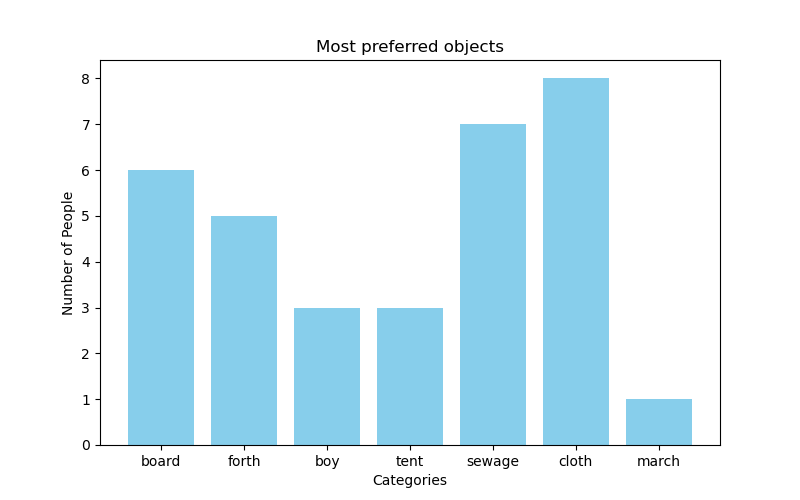 Most preferred objects
8
7
6
5
4
3
2
1
0
Number of People
board forth boy tent sewage cloth march
Categories